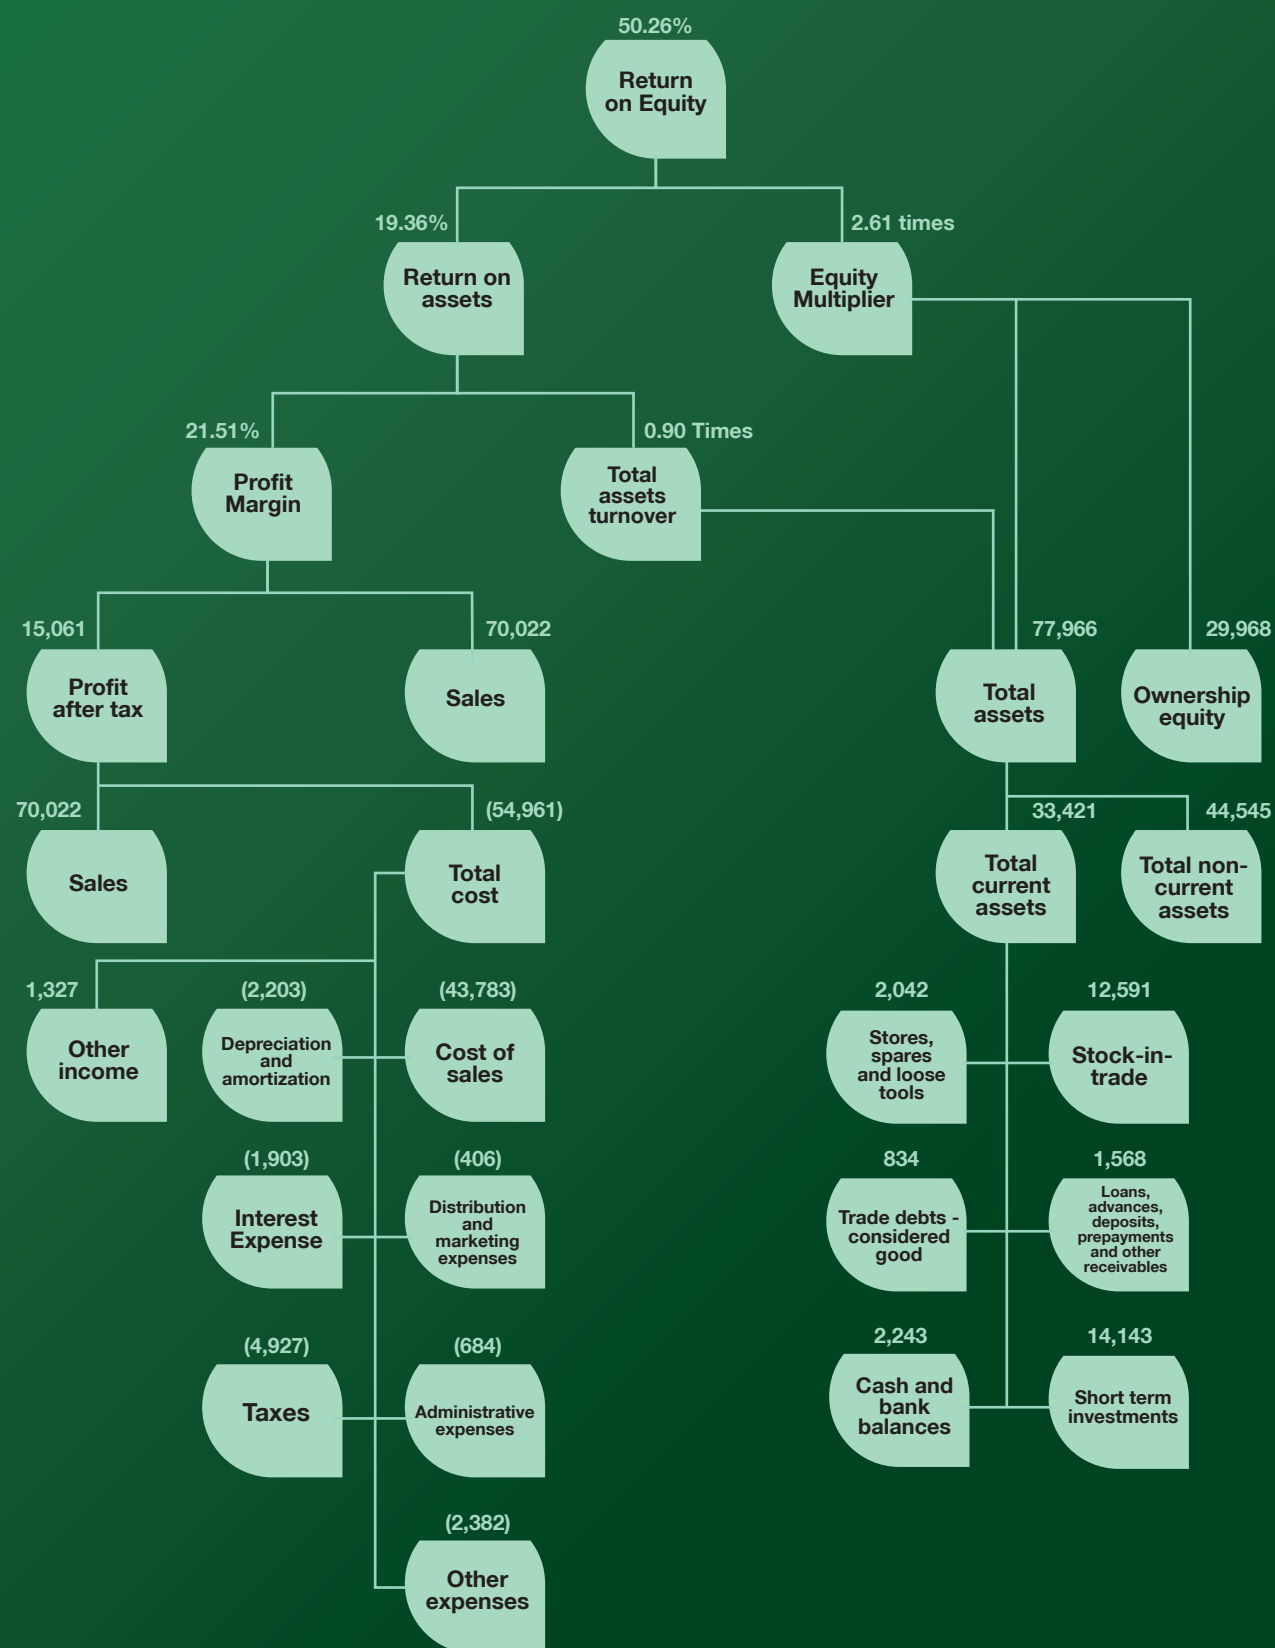 50.26%
Return
on Equity
19.36%
Return on
assets
2.61 times
Equity
Multiplier
21.51%
Profit
Margin
0.90 Times
Total
assets
turnover
15,061
Profit
after tax
70,022
Sales
77,966
Total
assets
29,968
Ownership
equity
70,022
Sales
(54,961)
Total
cost
33,421
Total
current
assets
44,545
Total non-
current
assets
1,327
Other
income
(2,203)
Depreciation
and
amortization
(43,783)
Cost of
sales
2,042
Stores,
spares
and loose
tools
12,591
Stock-in-
trade
(1,903)
Interest
Expense
(406)
Distribution
and
marketing
expenses
834
Trade debts -
considered
good
1,568
Loans,
advances,
deposits,
prepayments
and other
receivables
(4,927)
Taxes
(684)
Administrative
expenses
2,243
Cash and
bank
balances
14,143
Short term
investments
(2,382)
Other
expenses